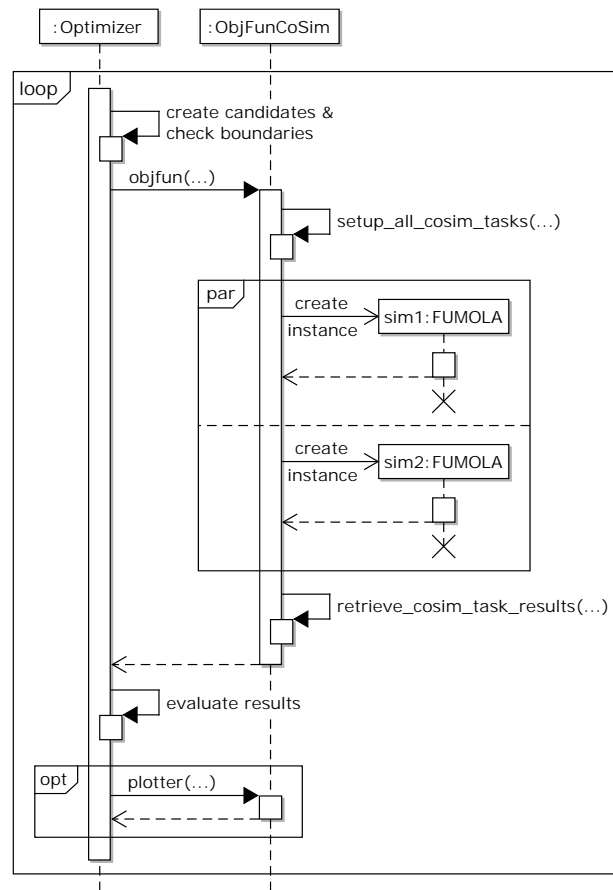 :Optimizer
:ObjFunCoSim
loop
create candidates &
check boundaries
objfun(...)
setup_all_cosim_tasks(...)
par
create
instance
sim1:FUMOLA
create
instance
sim2:FUMOLA
retrieve_cosim_task_results(...)
evaluate results
opt
plotter(...)